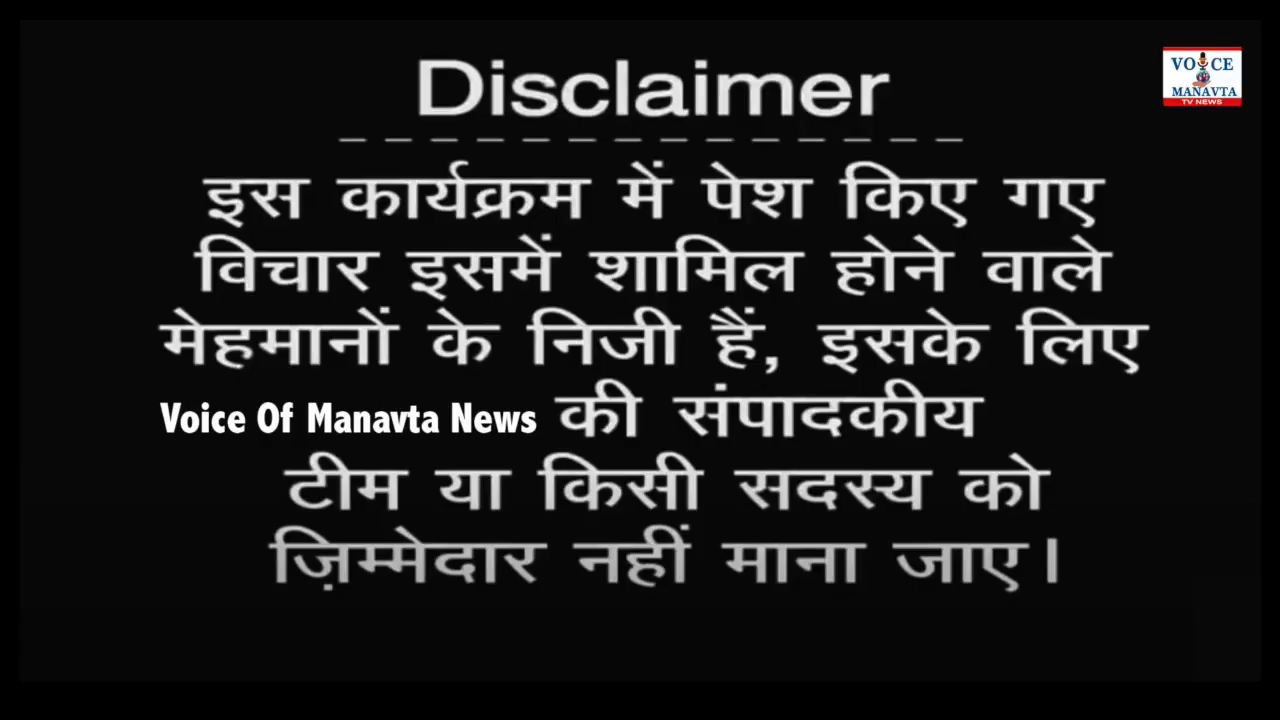 Disclaimer
VOICE
MANAVTA
TV NEWS
इस कार्यक्रम में पेश किए गए
विचार इसमें शामिल होने वाले
मेहमानों के निजी हैं, इसके लिए
Voice Of Manavta News की संपादकीय
टीम या किसी सदस्य को
ज़िम्मेदार नहीं माना जाए।